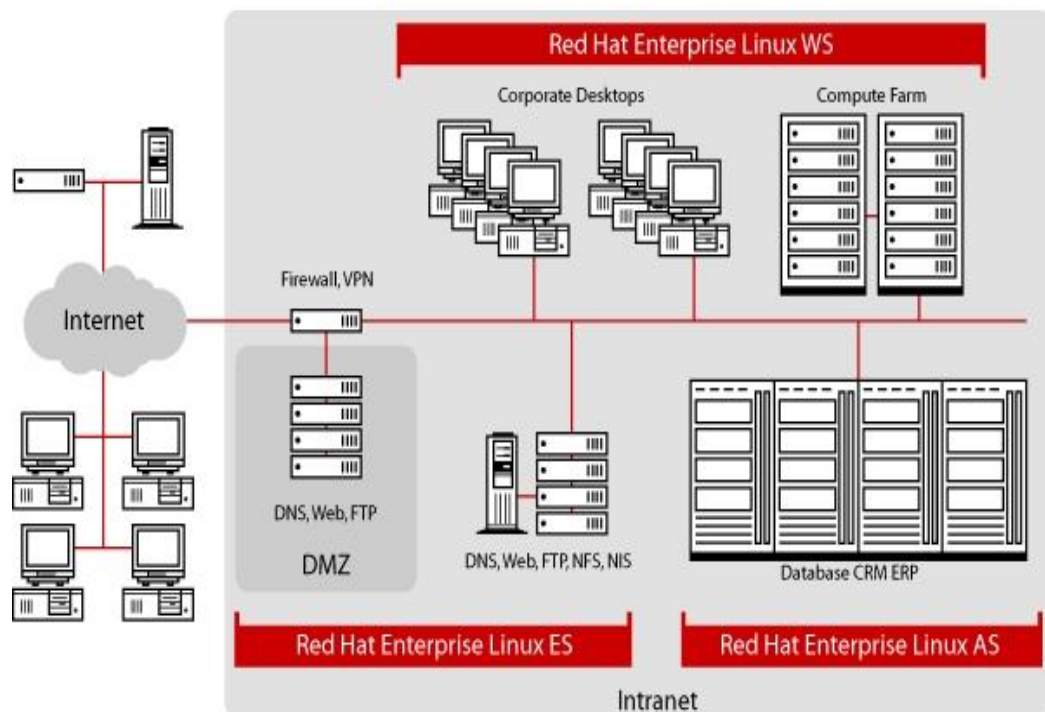 Red Hat Enterprise Linux WS
Corporate Desktops
Compute Farm
Firewall, VPN
Internet
DNS, Web, FTP
DMZ
DNS, Web, FTP, NFS, NIS
Database CRM ERP
Red Hat Enterprise Linux ES
Red Hat Enterprise Linux AS
Intranet